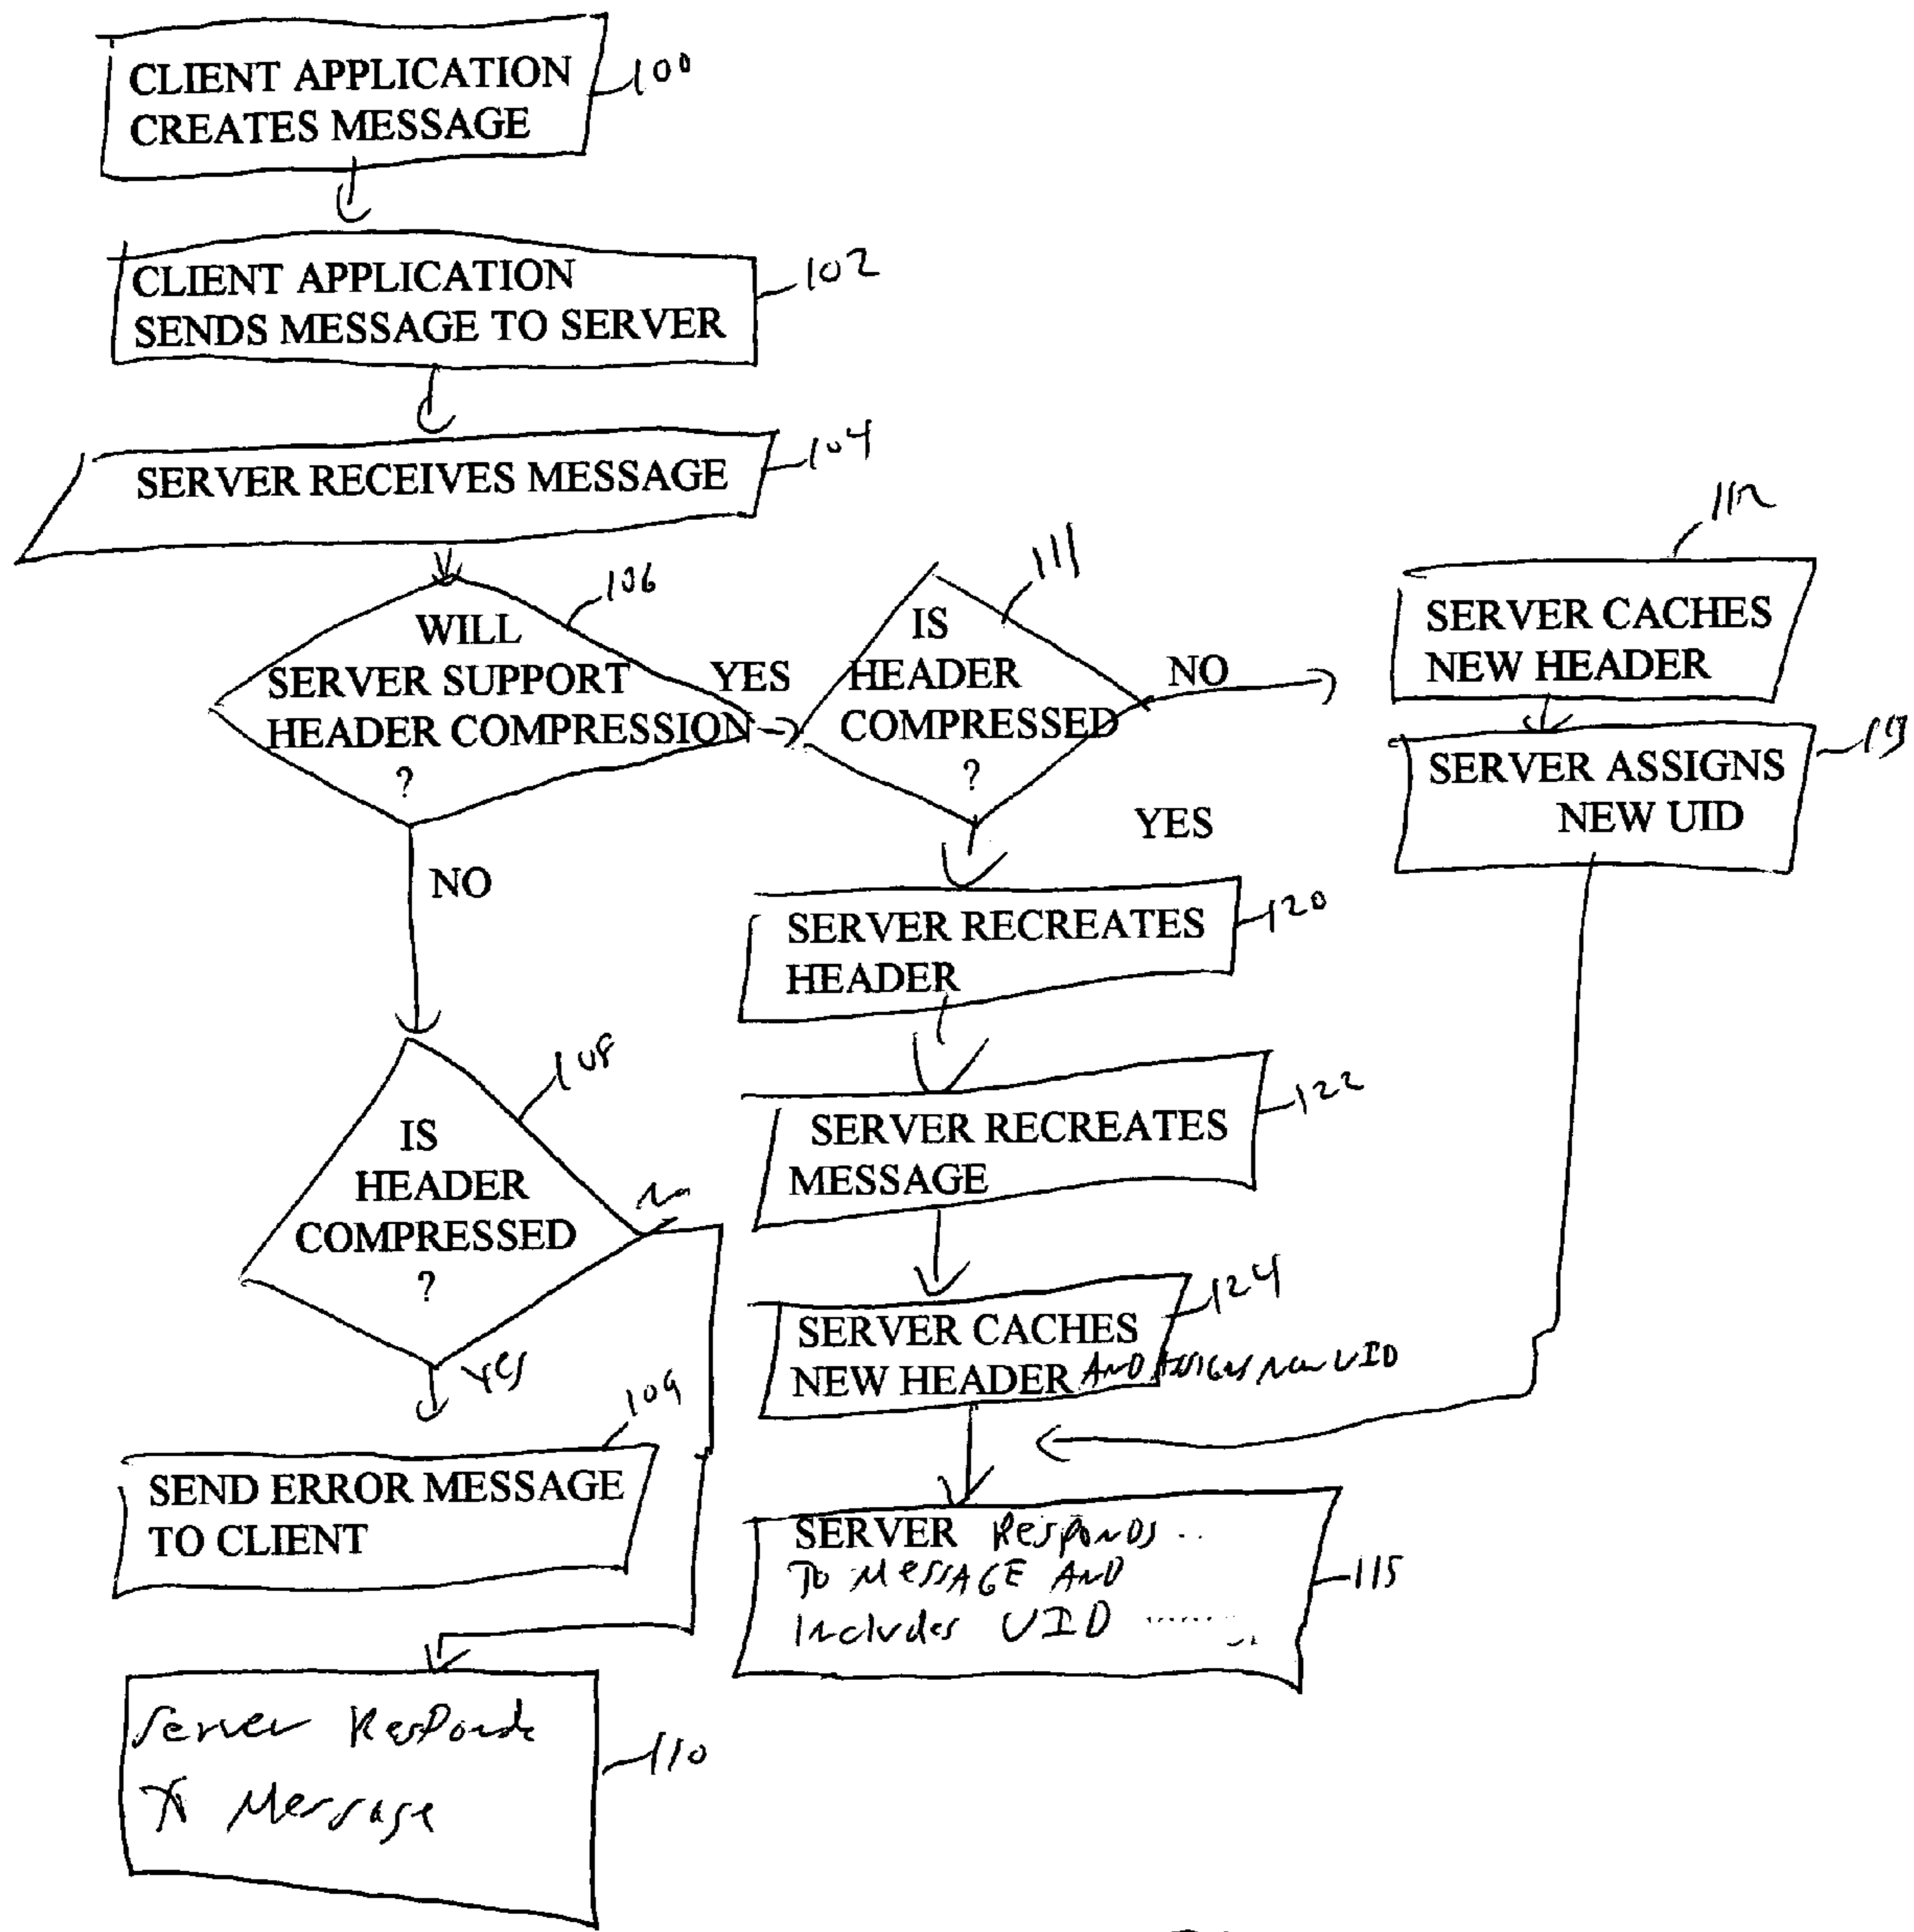 CLIENT APPLICATION
CREATES MESSAGE
100
CLIENT APPLICATION
SENDS MESSAGE TO SERVER
102
SERVER RECEIVES MESSAGE
104
WILL
SERVER SUPPORT
HEADER COMPRESSION
?
106
YES
NO
IS
HEADER
COMPRESSED
?
111
NO
YES
SERVER CACHES
NEW HEADER
112
SERVER ASSIGNS
NEW UID
113
SERVER RECREATES
HEADER
120
SERVER RECREATES
MESSAGE
122
SERVER CACHES
NEW HEADER AND ASSIGNS NEW UID
124
IS
HEADER
COMPRESSED
?
108
No
Yes
SEND ERROR MESSAGE
TO CLIENT
109
SERVER Responds
To MESSAGE AND
Includes UID
115
Server Responds
To Message
110